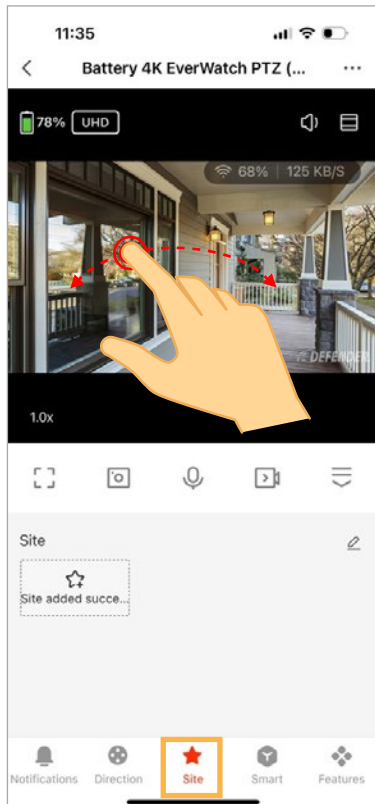 11:35
Battery 4K EverWatch PTZ (...
78% UHD
68% | 125 KB/S
DEFENDER
1.0x
Site
Site added succe...
Notifications Direction Site Smart Features